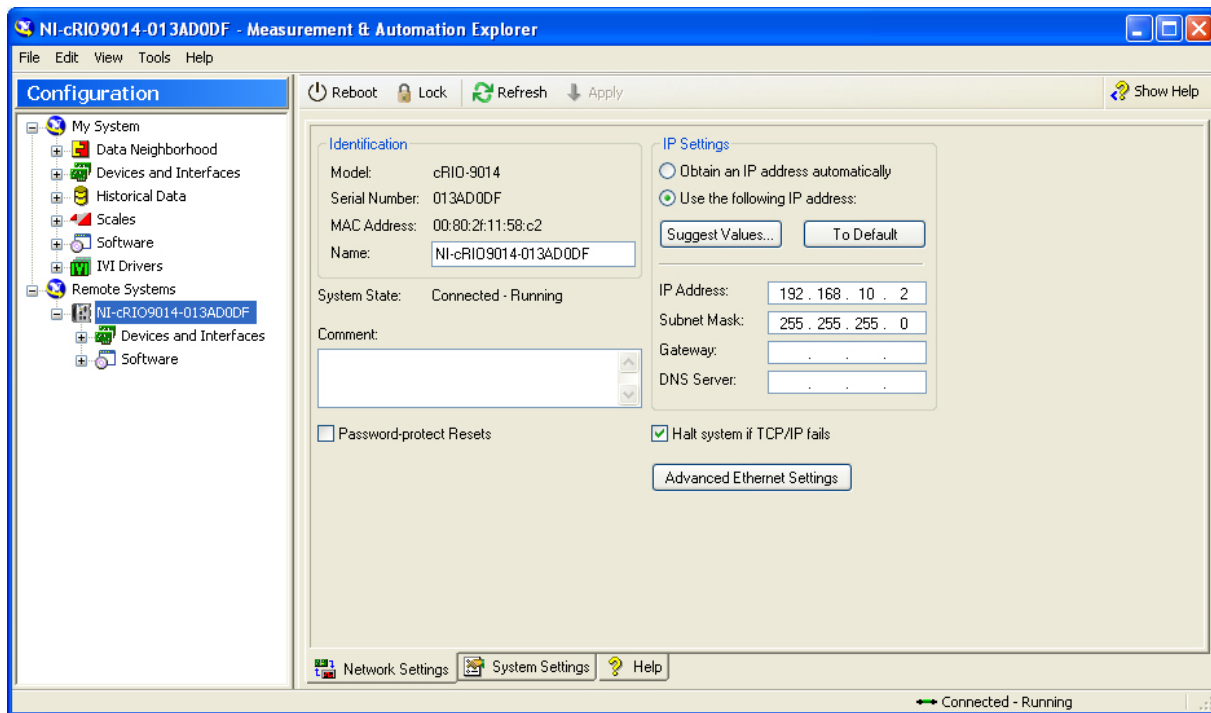 NI-cRIO9014-013AD0DF - Measurement & Automation Explorer
File Edit View Tools Help
Configuration
My System
Data Neighborhood
Devices and Interfaces
Historical Data
Scales
Software
IVI Drivers
Remote Systems
NI-cRIO9014-013AD0DF
Devices and Interfaces
Software
Reboot Lock Refresh Apply Show Help
Identification
Model: cRIO-9014
Serial Number: 013AD0DF
MAC Address: 00:80:2f:11:58:c2
Name: NI-cRIO9014-013AD0DF
System State: Connected - Running
Comment:
Password-protect Resets
IP Settings
Obtain an IP address automatically
Use the following IP address:
Suggest Values... To Default
IP Address: 192 . 168 . 10 . 2
Subnet Mask: 255 . 255 . 255 . 0
Gateway: . . .
DNS Server: . . .
Halt system if TCP/IP fails
Advanced Ethernet Settings
Network Settings System Settings Help
Connected - Running